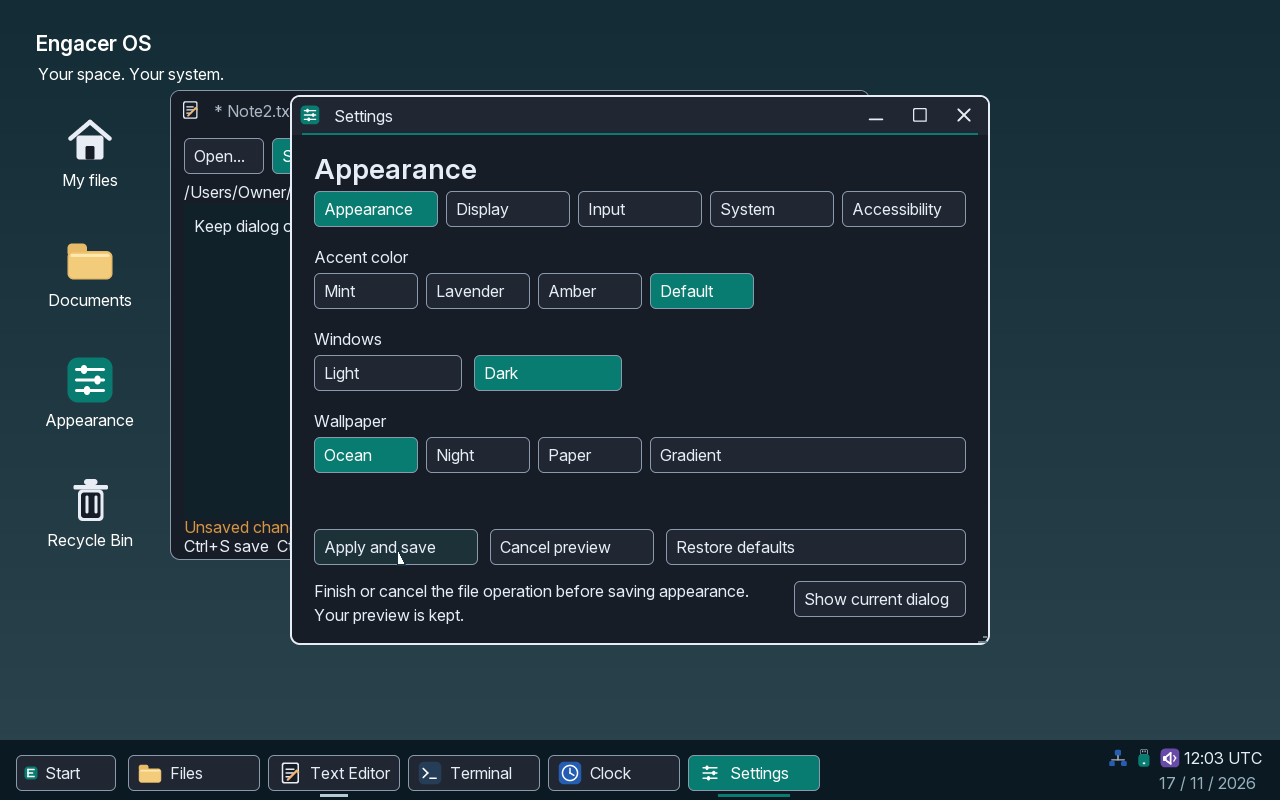 Engacer OS
Your space. Your system.
My files
Documents
Appearance
Recycle Bin
* Note2.tx
Open...
S
/Users/Owner/
Keep dialog
Unsaved
Ctrl+S save
Settings
Appearance
Appearance Display Input System Accessibility
Accent color
Mint Lavender Amber Default
Windows
Light Dark
Wallpaper
Ocean Night Paper Gradient
Apply and save Cancel preview Restore defaults
Finish or cancel the file operation before saving appearance.
Your preview is kept.
Show current dialog
E Start Files Text Editor Terminal Clock Settings
12:03 UTC
17 / 11 / 2026